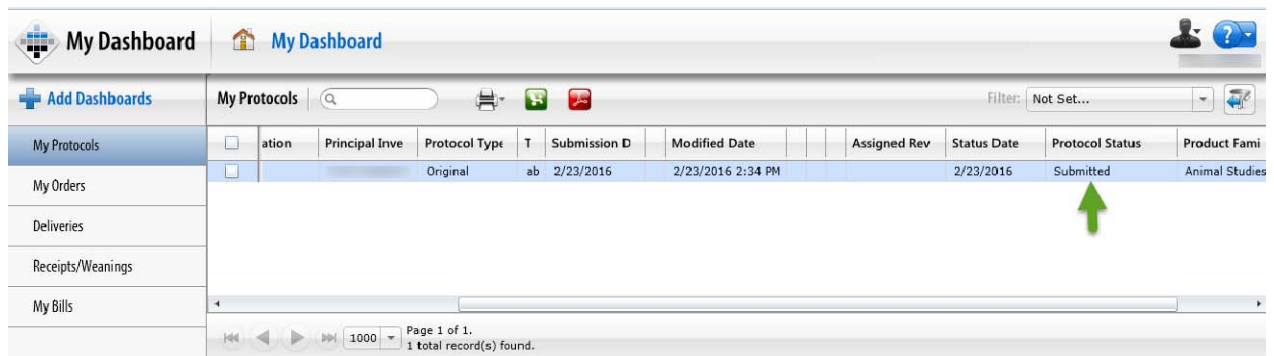 My Dashboard
My Dashboard
?
Add Dashboards
My Protocols
Filter: Not Set...
My Protocols
ation Principal Inve Protocol Type T Submission D Modified Date Assigned Rev Status Date Protocol Status Product Fami
Original ab 2/23/2016 2/23/2016 2:34 PM 2/23/2016 Submitted Animal Studies
My Orders
Deliveries
Receipts/Weanings
My Bills
1000
Page 1 of 1.
1 total record(s) found.